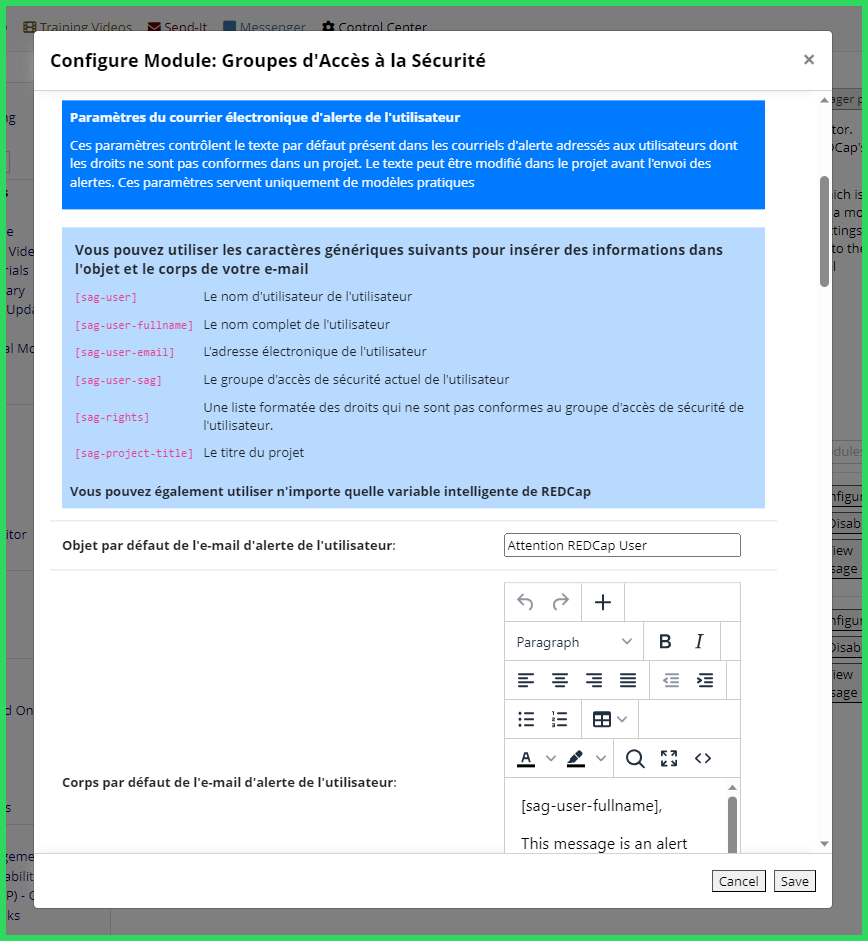 Training Videos Send-It Messenger Control Center
Configure Module: Groupes d'Accès à la Sécurité
×
Paramètres du courrier électronique d'alerte de l'utilisateur
Ces paramètres contrôlent le texte par défaut présent dans les courriels d'alerte adressés aux utilisateurs dont
les droits ne sont pas conformes dans un projet. Le texte peut être modifié dans le projet avant l'envoi des
alertes. Ces paramètres servent uniquement de modèles pratiques
Vous pouvez utiliser les caractères génériques suivants pour insérer des informations dans
l'objet et le corps de votre e-mail
[sag-user] Le nom d'utilisateur de l'utilisateur
[sag-user-fullname] Le nom complet de l'utilisateur
[sag-user-email] L'adresse électronique de l'utilisateur
[sag-user-sag] Le groupe d'accès de sécurité actuel de l'utilisateur
[sag-rights] Une liste formatée des droits qui ne sont pas conformes au groupe d'accès de sécurité de
l'utilisateur.
[sag-project-title] Le titre du projet
Vous pouvez également utiliser n'importe quelle variable intelligente de REDCap
Objet par défaut de l'e-mail d'alerte de l'utilisateur: Attention REDCap User
Paragraph B I
A
Corps par défaut de l'e-mail d'alerte de l'utilisateur:
[sag-user-fullname],
This message is an alert
Cancel Save